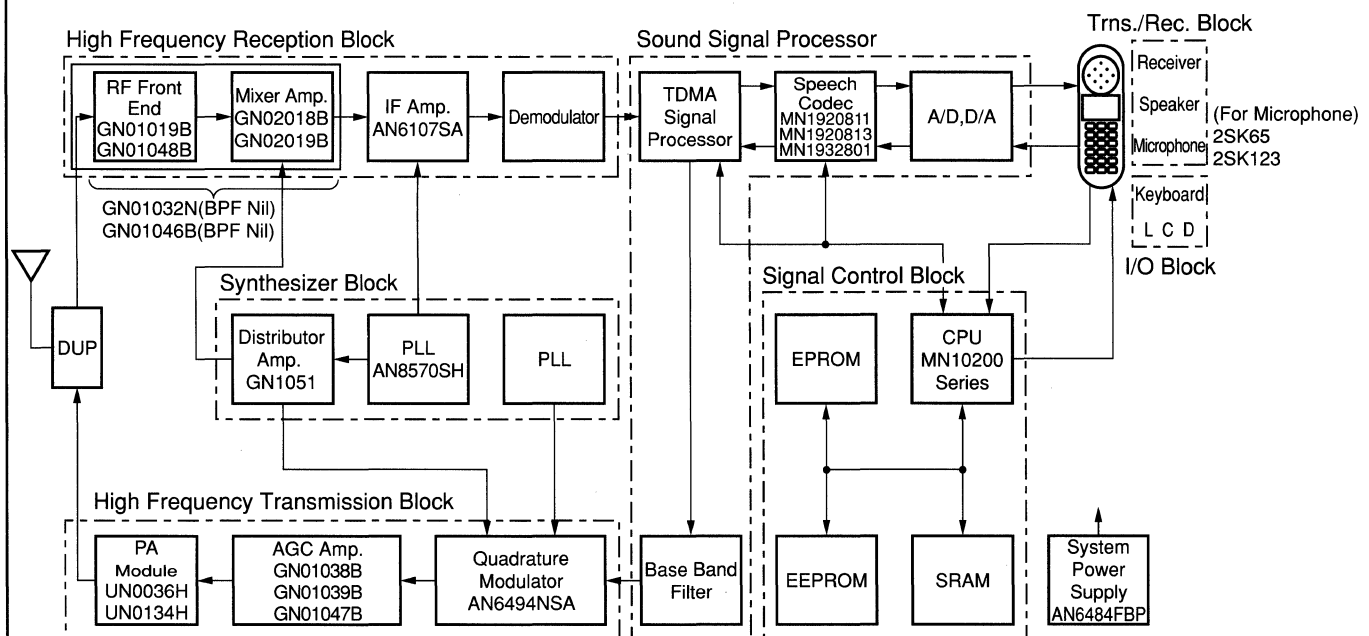 Trns./Rec. Block
High Frequency Reception Block
Sound Signal Processor
RF Front
End
GN01019B
GN01048B
Mixer Amp.
GN02018B
GN02019B
IF Amp.
AN6107SA
Demodulator
TDMA
Signal
Processor
Speech
Codec
MN1920811
MN1920813
MN1932801
A/D,D/A
Receiver
Speaker
Microphone
(For Microphone)
2SK65
2SK123
GN01032N(BPF Nil)
GN01046B(BPF Nil)
Keyboard
L C D
I/O Block
Synthesizer Block
Signal Control Block
DUP
Distributor
Amp.
GN1051
PLL
AN8570SH
PLL
EPROM
CPU
MN10200
Series
High Frequency Transmission Block
PA
Module
UN0036H
UN0134H
AGC Amp.
GN01038B
GN01039B
GN01047B
Quadrature
Modulator
AN6494NSA
Base Band
Filter
EEPROM
SRAM
System
Power
Supply
AN6484FBP